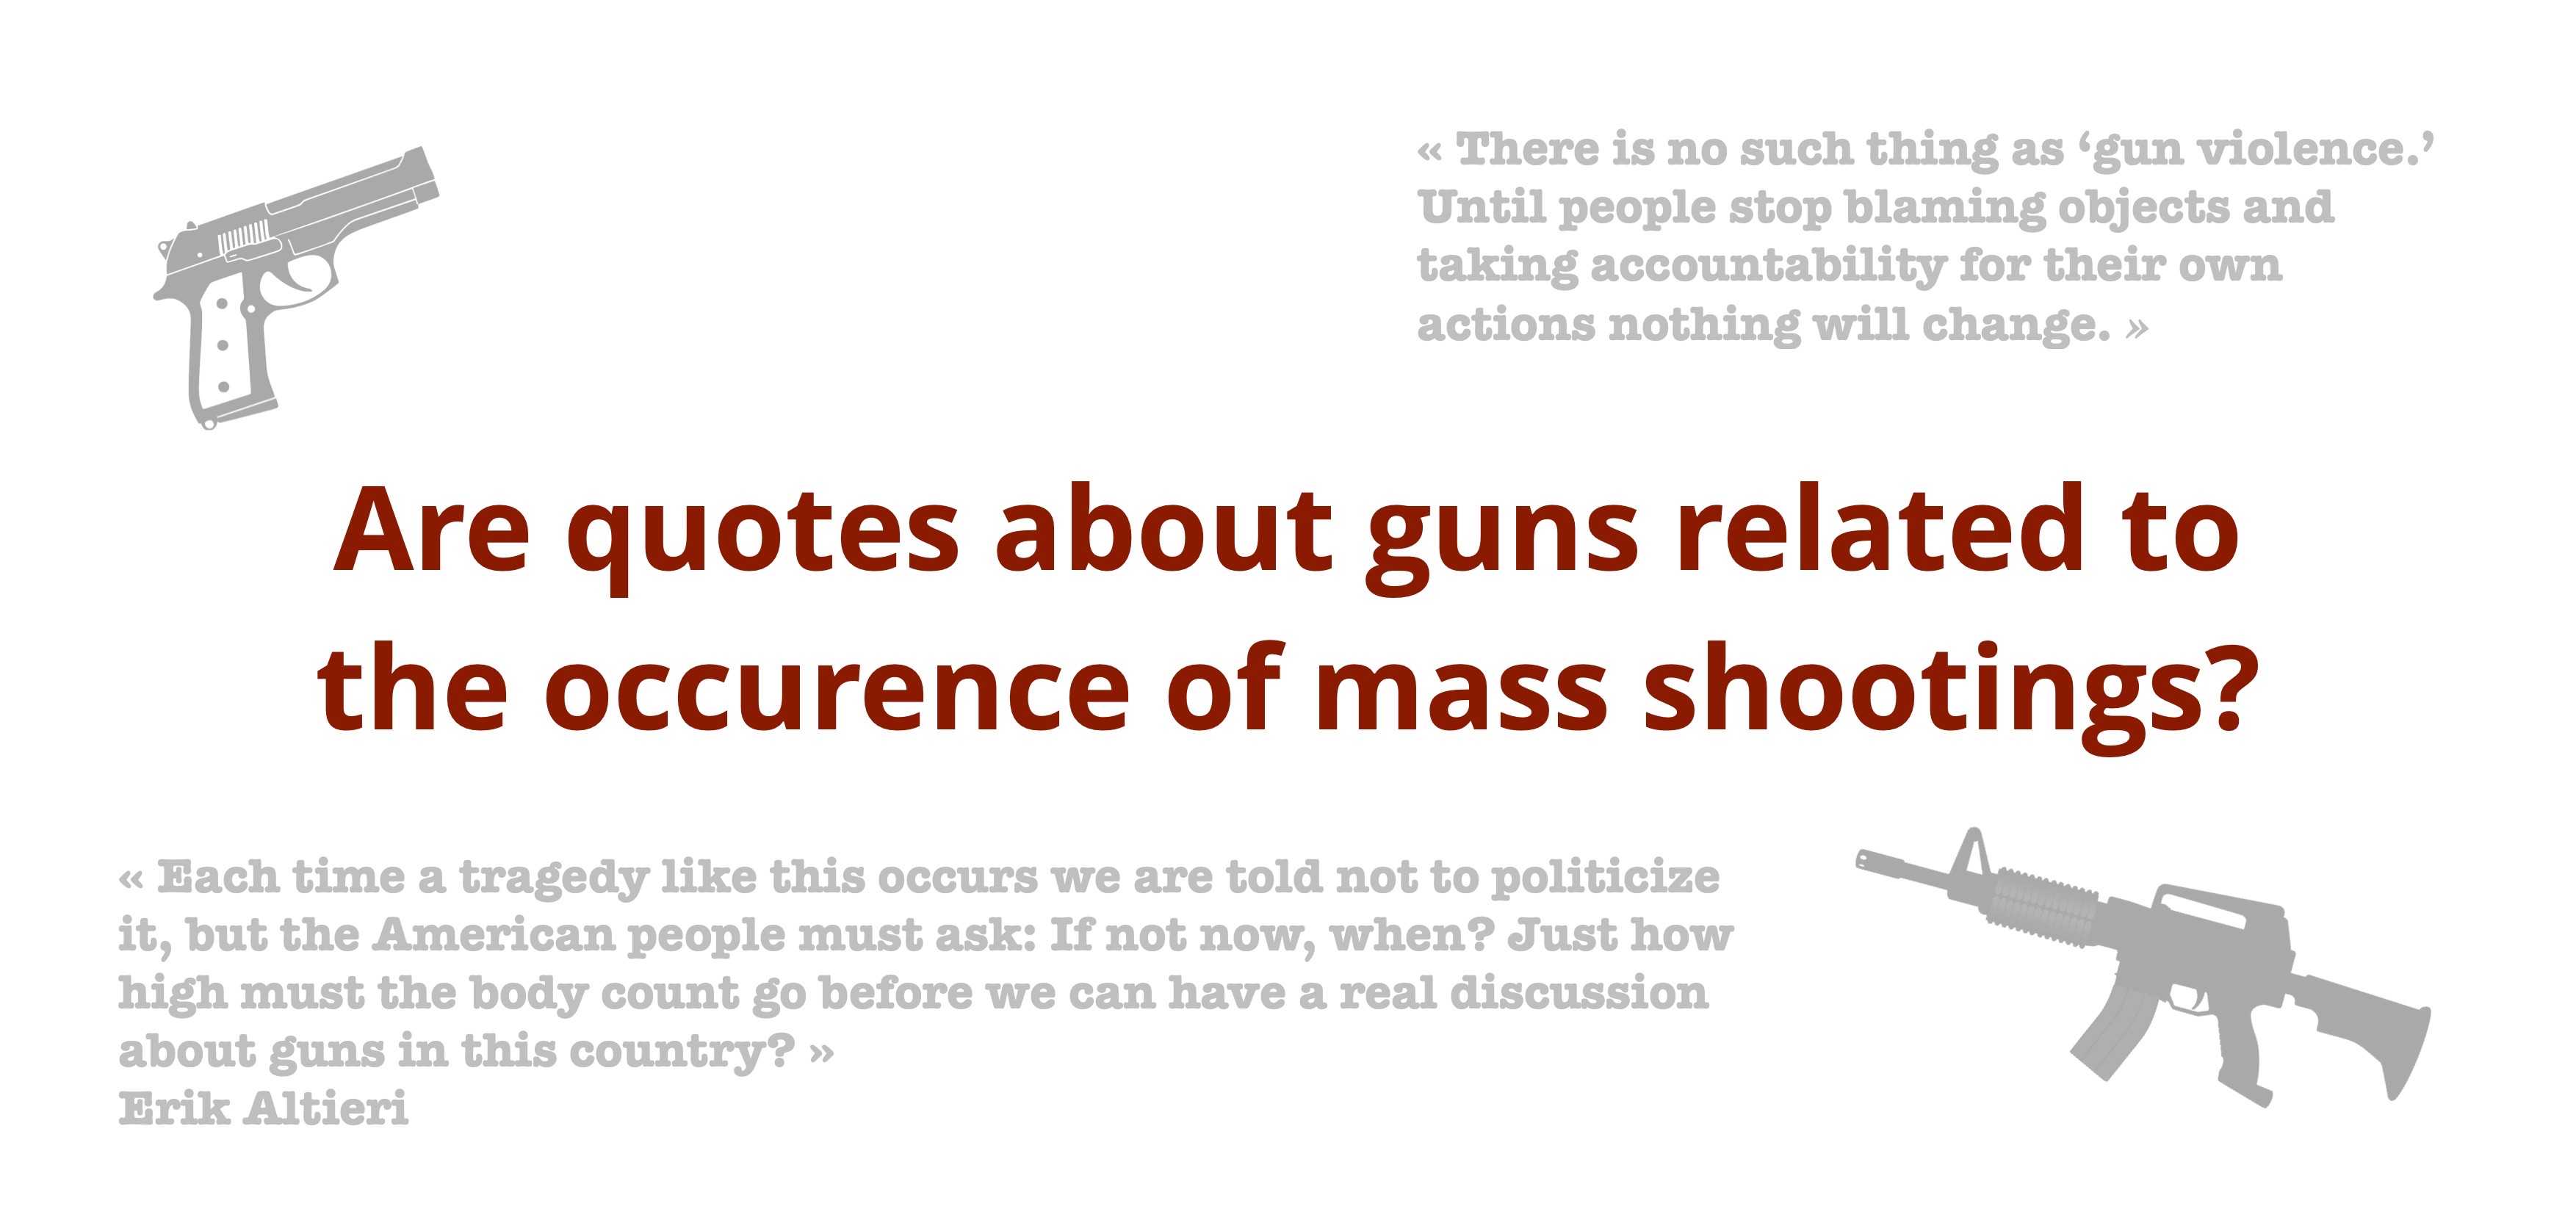 « There is no such thing as ‘gun violence.’
Until people stop blaming objects and
taking accountability for their own
actions nothing will change. »
Are quotes about guns related to
the occurence of mass shootings?
« Each time a tragedy like this occurs we are told not to politicize
it, but the American people must ask: If not now, when? Just how
high must the body count go before we can have a real discussion
about guns in this country? »
Erik Altieri